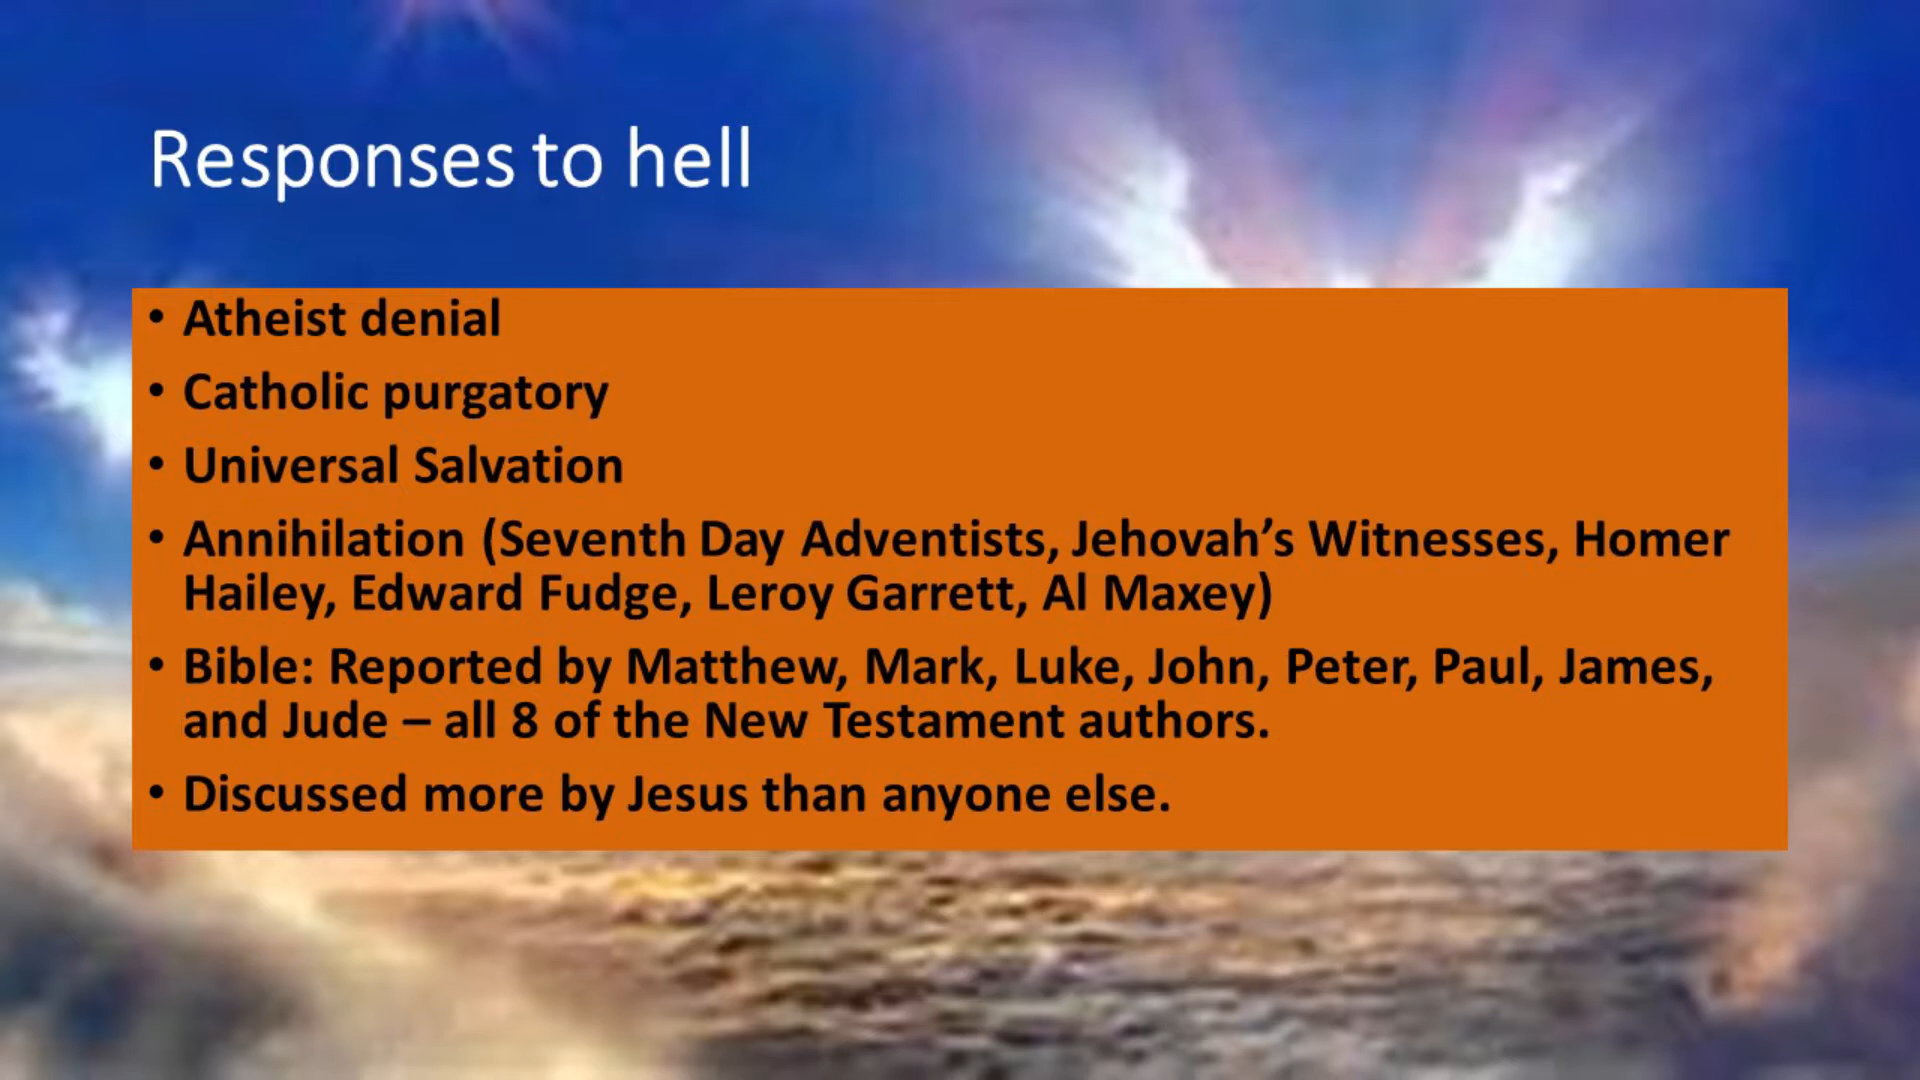 Responses to hell
• Atheist denial
• Catholic purgatory
• Universal Salvation
• Annihilation (Seventh Day Adventists, Jehovah’s Witnesses, Homer
Hailey, Edward Fudge, Leroy Garrett, Al Maxey)
• Bible: Reported by Matthew, Mark, Luke, John, Peter, Paul, James,
and Jude – all 8 of the New Testament authors.
• Discussed more by Jesus than anyone else.